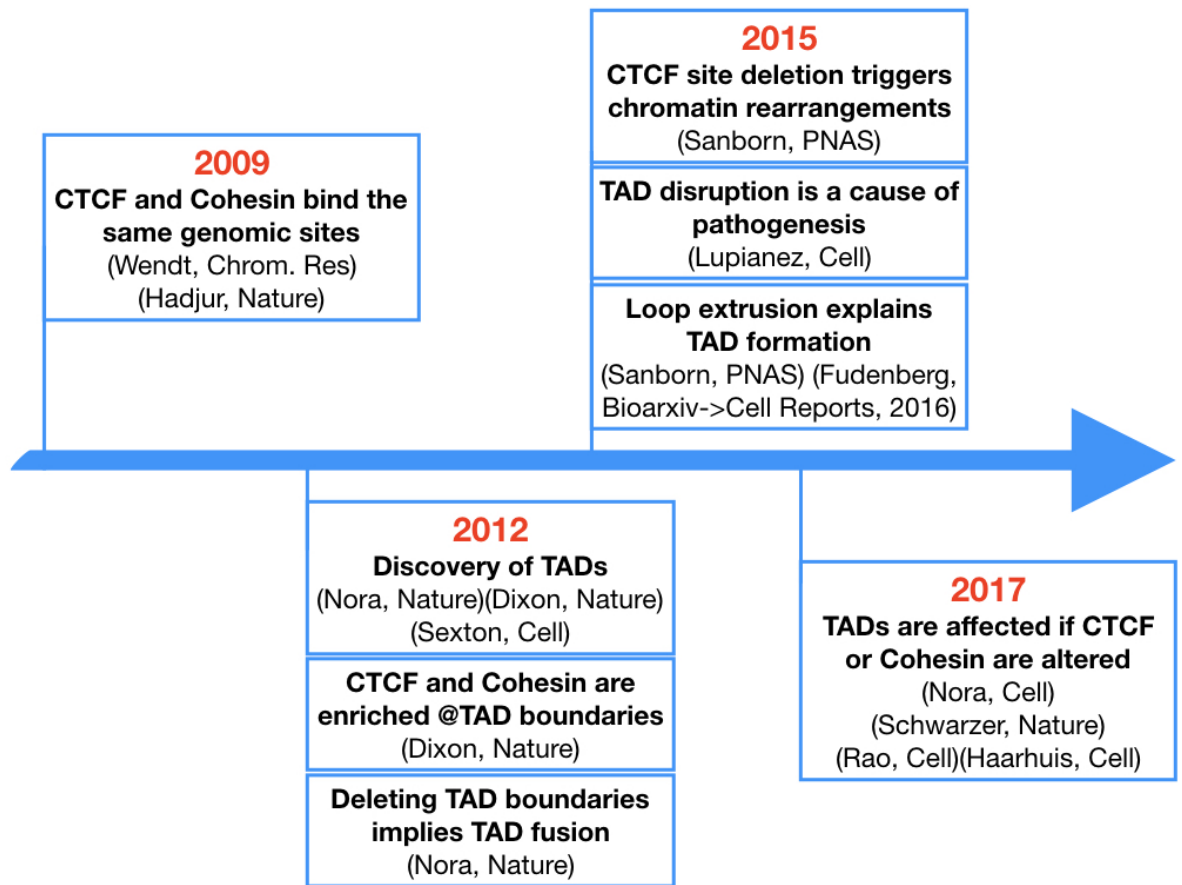 2009
CTCF and Cohesin bind the
same genomic sites
(Wendt, Chrom. Res)
(Hadjur, Nature)
2012
Discovery of TADs
(Nora, Nature)(Dixon, Nature)
(Sexton, Cell)
CTCF and Cohesin are
enriched @TAD boundaries
(Dixon, Nature)
Deleting TAD boundaries
implies TAD fusion
(Nora, Nature)
2015
CTCF site deletion triggers
chromatin rearrangements
(Sanborn, PNAS)
TAD disruption is a cause of
pathogenesis
(Lupianez, Cell)
Loop extrusion explains
TAD formation
(Sanborn, PNAS) (Fudenberg,
Bioarxiv->Cell Reports, 2016)
2017
TADs are affected if CTCF
or Cohesin are altered
(Nora, Cell)
(Schwarzer, Nature)
(Rao, Cell)(Haarhuis, Cell)